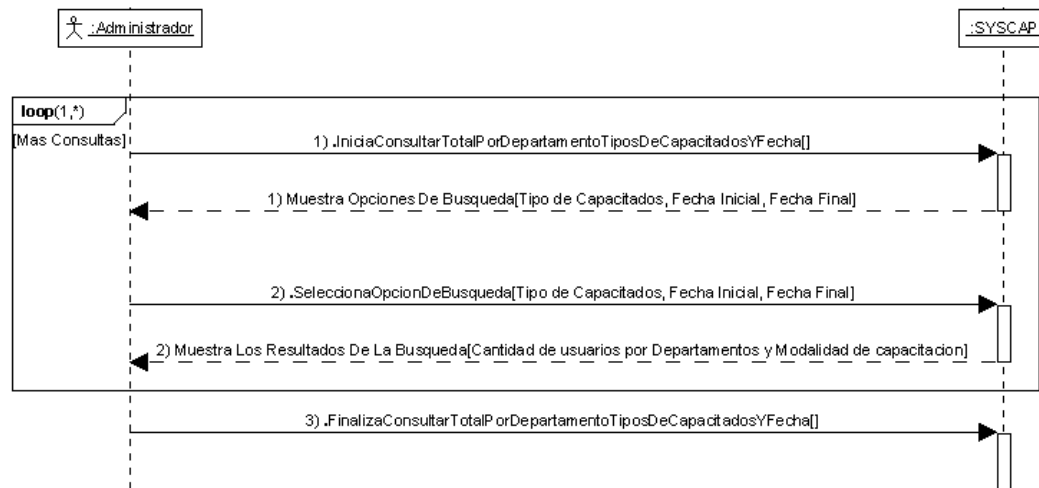 :Administrador
:SYSCAP
loop(1,*)
[Mas Consultas]
1) .IniciaConsultarTotalPorDepartamentoTiposDeCapacitadosYFecha[]
1) Muestra Opciones De Busqueda[Tipo de Capacitados, Fecha Inicial, Fecha Final]
2) .SeleccionaOpcionDeBusqueda[Tipo de Capacitados, Fecha Inicial, Fecha Final]
2) Muestra Los Resultados De La Busqueda[Cantidad de usuarios por Departamentos y Modalidad de capacitacion]
3) .FinalizaConsultarTotalPorDepartamentoTiposDeCapacitadosYFecha[]